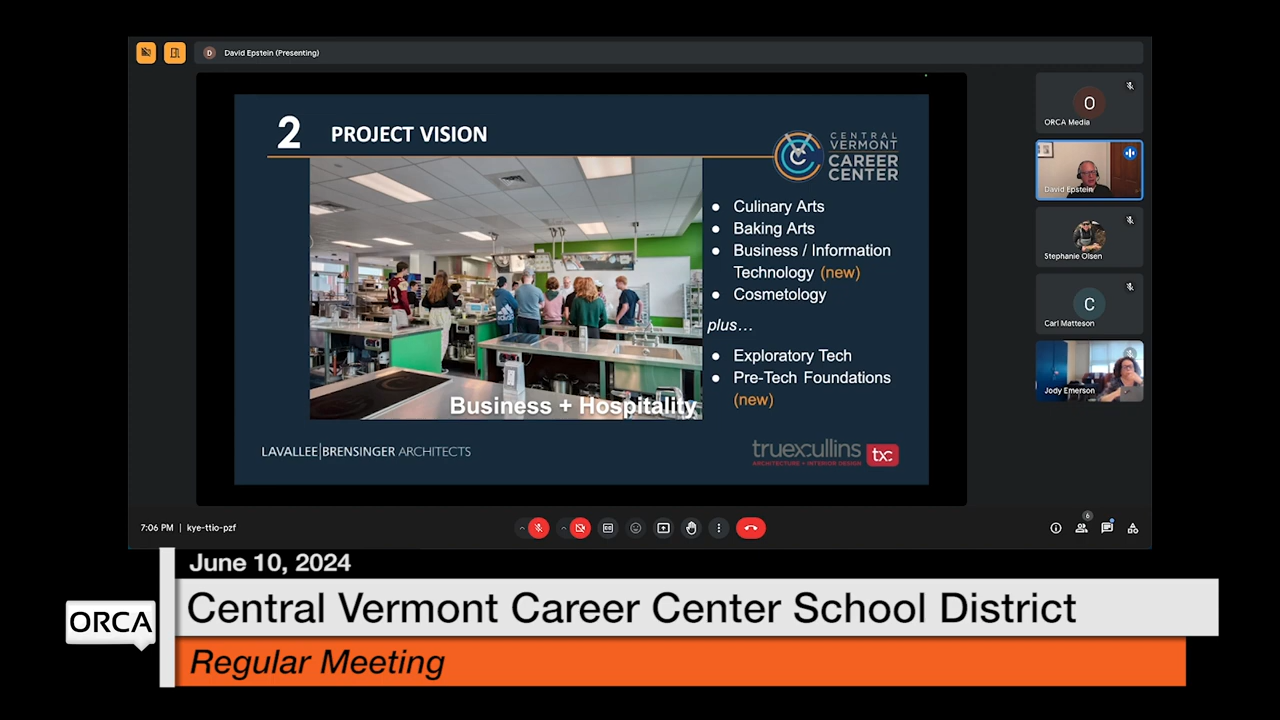 David Epstein (Presenting)
D
2
PROJECT VISION
CENTRAL
VERMONT
CAREER
CENTER
C
Culinary Arts
Baking Arts
Business / Information
Technology (new)
Cosmetology
plus...
Exploratory Tech
Pre-Tech Foundations
(new)
Business + Hospitality
LAVALLEE|BRENSINGER ARCHITECTS
truexcullins
ARCHITECTURE + INTERIOR DESIGN
txc
O
ORCA Media
David Epstein
Stephanie Olsen
C
Carl Matteson
Jody Emerson
7:06 PM | kye-ttio-pzf
6
June 10, 2024
Central Vermont Career Center School District
ORCA
Regular Meeting